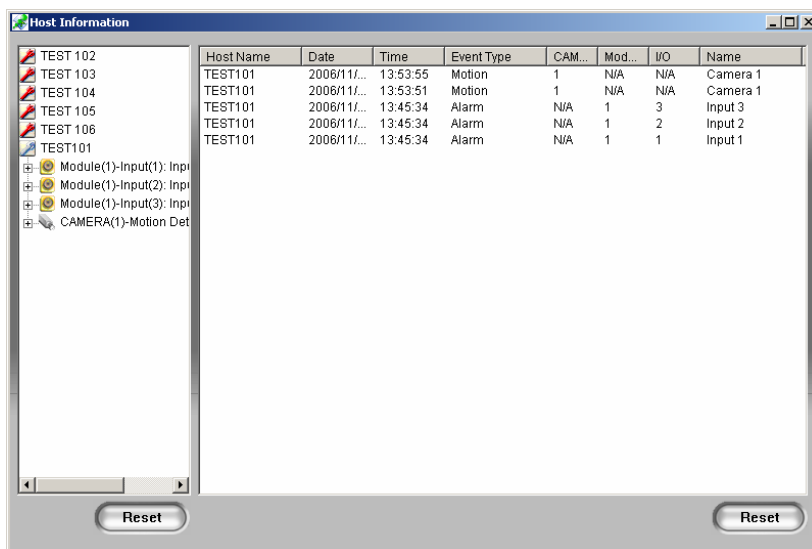 Host Information
TEST 102
TEST 103
TEST 104
TEST 105
TEST 106
TEST101
Module(1)-Input(1): Inpu
Module(1)-Input(2): Inpu
Module(1)-Input(3): Inpu
CAMERA(1)-Motion Det
Host Name Date Time Event Type CAM... Mod... I/O Name
TEST101 2006/11/... 13:53:55 Motion 1 N/A N/A Camera 1
TEST101 2006/11/... 13:53:51 Motion 1 N/A N/A Camera 1
TEST101 2006/11/... 13:45:34 Alarm N/A 1 3 Input 3
TEST101 2006/11/... 13:45:34 Alarm N/A 1 2 Input 2
TEST101 2006/11/... 13:45:34 Alarm N/A 1 1 Input 1
Reset
Reset